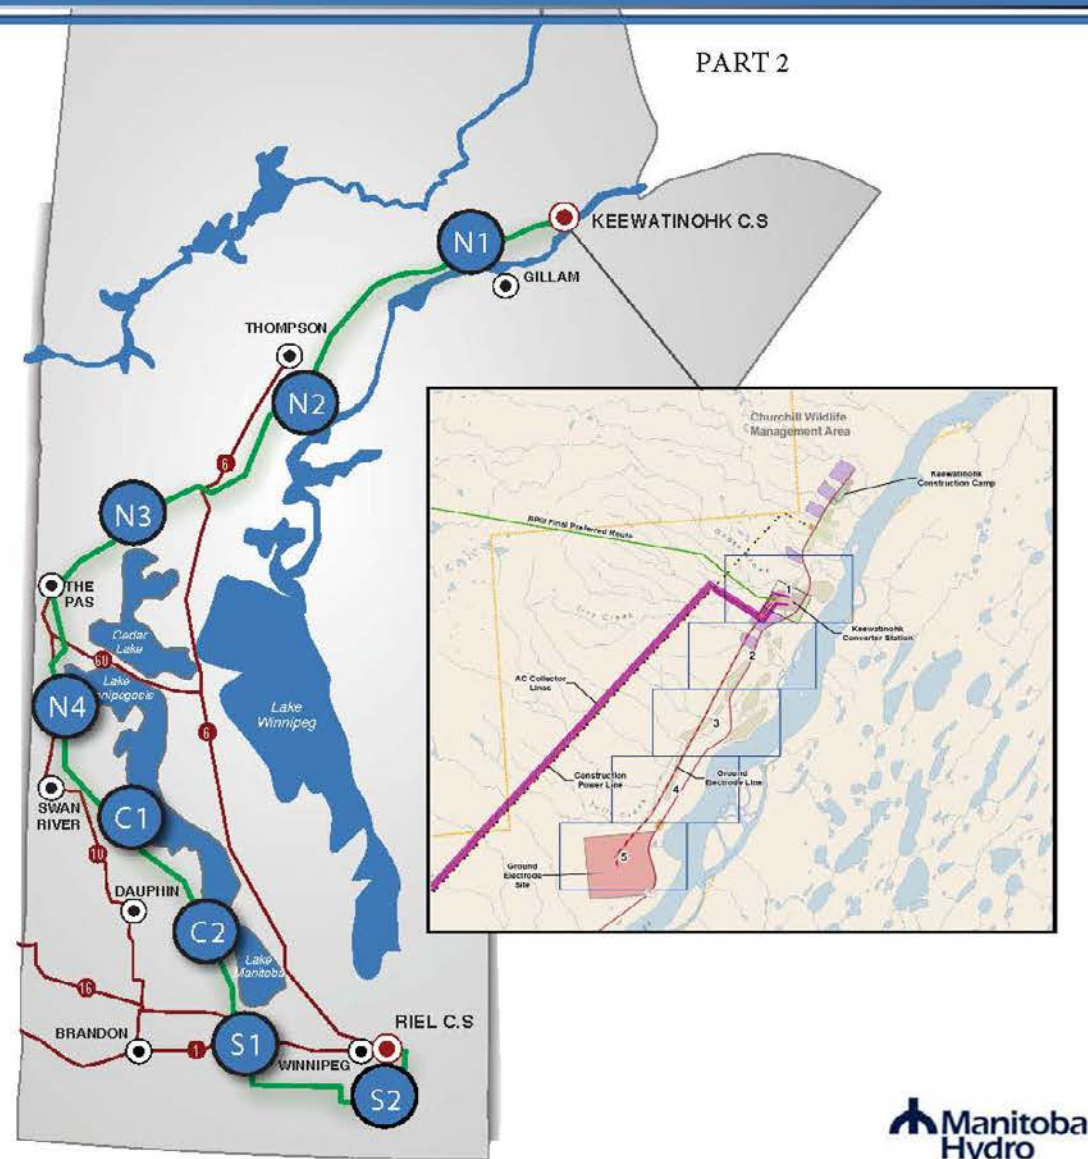 PART 2
KEEWATINOHK C.S
N1
GILLAM
THOMPSON
N2
6
N3
THE
PAS
Cedar
Lake
60
Lake
Winnipeg
N4
6
SWAN
RIVER
C1
10
DAUPHIN
C2
Lake
Manitoba
16
BRANDON
1
S1
WINNIPEG
RIEL C.S
S2
Churchill Wildlife
Management Area
Keewatinohk
Construction Camp
BPIII Final Preferred Route
1
Keewatinohk
Converter Station
2
AC Collector
Lines
3
Construction
Power Line
Ground
Electrode Line
4
5
Ground
Electrode
Site
Manitoba
Hydro